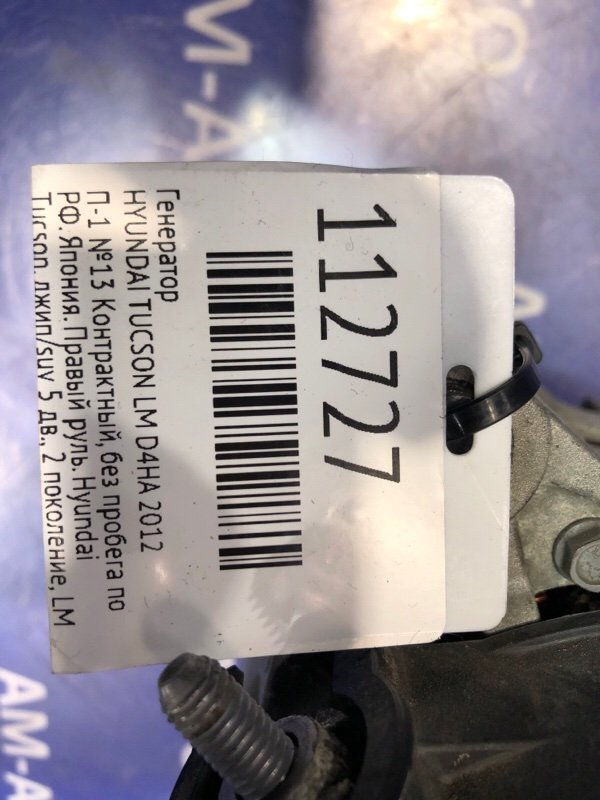 112727
Генератор
HYUNDAI TUCSON LM D4HA 2012
П-1 №13 Контрактный, без пробега по
РФ. Япония. Правый руль, Hyundai
Tucson, джип/suv 5 дв., 2 поколение, LM
АМ-А